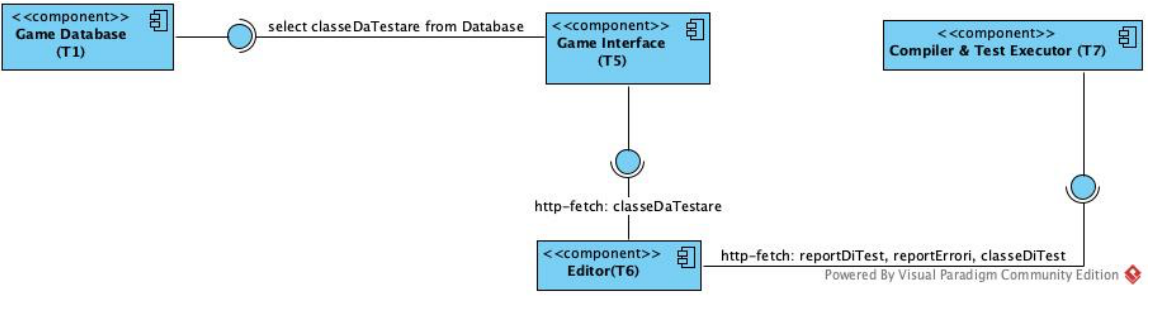 <<component>>
Game Database
(T1)
select classeDaTestare from Database
<<component>>
Game Interface
(T5)
<<component>>
Compiler & Test Executor (T7)
http-fetch: classeDaTestare
<<component>>
Editor(T6)
http-fetch: reportDiTest, reportErrori, classeDiTest
Powered By Visual Paradigm Community Edition